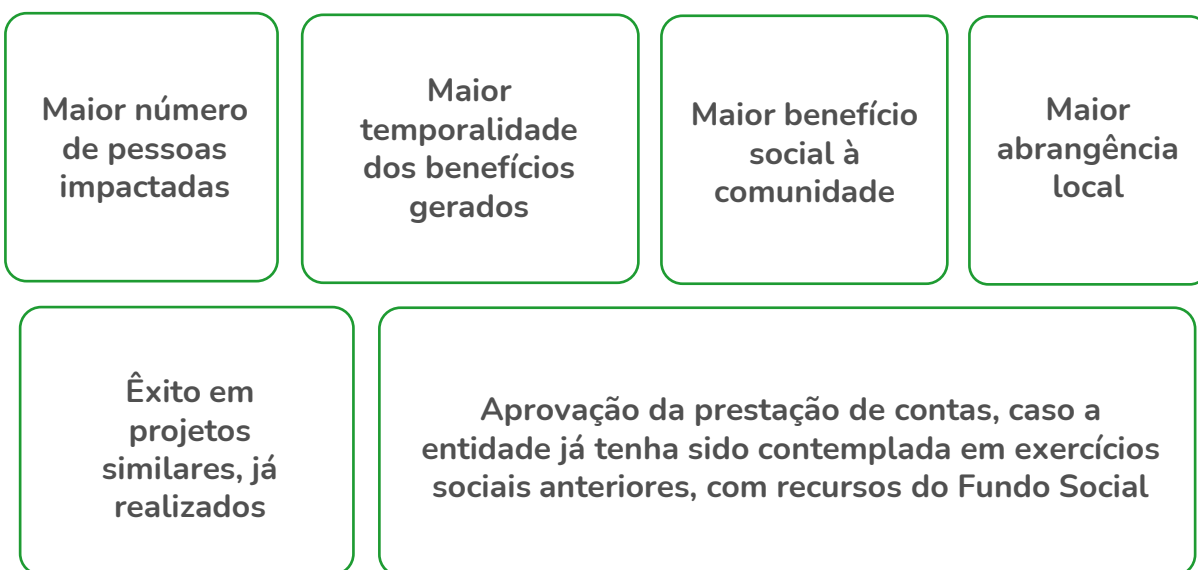 Maior número
de pessoas
impactadas
Maior
temporalidade
dos benefícios
gerados
Maior benefício
social à
comunidade
Maior
abrangência
local
Êxito em
projetos
similares, já
realizados
Aprovação da prestação de contas, caso a
entidade já tenha sido contemplada em exercícios
sociais anteriores, com recursos do Fundo Social